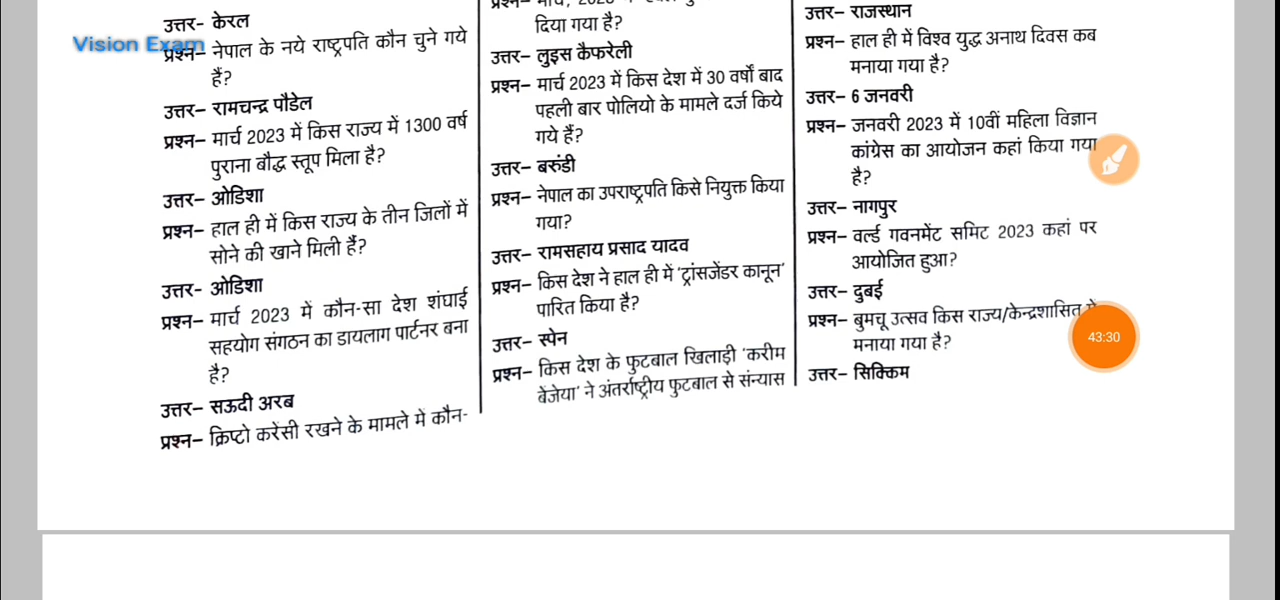 उत्तर- केरल
Vision Exam
प्रश्न– नेपाल के नये राष्ट्रपति कौन चुने गये
हैं?
उत्तर– रामचन्द्र पौडेल
प्रश्न– मार्च 2023 में किस राज्य में 1300 वर्ष
पुराना बौद्ध स्तूप मिला है?
उत्तर– ओडिशा
प्रश्न– हाल ही में किस राज्य के तीन जिलों में
सोने की खाने मिली हैं?
उत्तर- ओडिशा
प्रश्न– मार्च 2023 में कौन-सा देश शंघाई
सहयोग संगठन का डायलाग पार्टनर बना
है?
उत्तर– सऊदी अरब
प्रश्न– क्रिप्टो करेंसी रखने के मामले में कौन-
दिया गया है?
उत्तर– लुइस कैफरेली
प्रश्न– मार्च 2023 में किस देश में 30 वर्षों बाद
पहली बार पोलियो के मामले दर्ज किये
गये हैं?
उत्तर– बरुंडी
प्रश्न– नेपाल का उपराष्ट्रपति किसे नियुक्त किया
गया?
उत्तर– रामसहाय प्रसाद यादव
प्रश्न– किस देश ने हाल ही में ‘ट्रांसजेंडर कानून’
पारित किया है?
उत्तर– स्पेन
प्रश्न– किस देश के फुटबाल खिलाड़ी ‘करीम
बेंजेया’ ने अंतर्राष्ट्रीय फुटबाल से संन्यास
उत्तर– राजस्थान
प्रश्न– हाल ही में विश्व युद्ध अनाथ दिवस कब
मनाया गया है?
उत्तर– 6 जनवरी
प्रश्न– जनवरी 2023 में 10वीं महिला विज्ञान
कांग्रेस का आयोजन कहां किया गया
है?
उत्तर– नागपुर
प्रश्न– वर्ल्ड गवनमेंट समिट 2023 कहां पर
आयोजित हुआ?
उत्तर– दुबई
प्रश्न– बुमचू उत्सव किस राज्य/केन्द्रशासित में
मनाया गया है?
उत्तर– सिक्किम
43:30